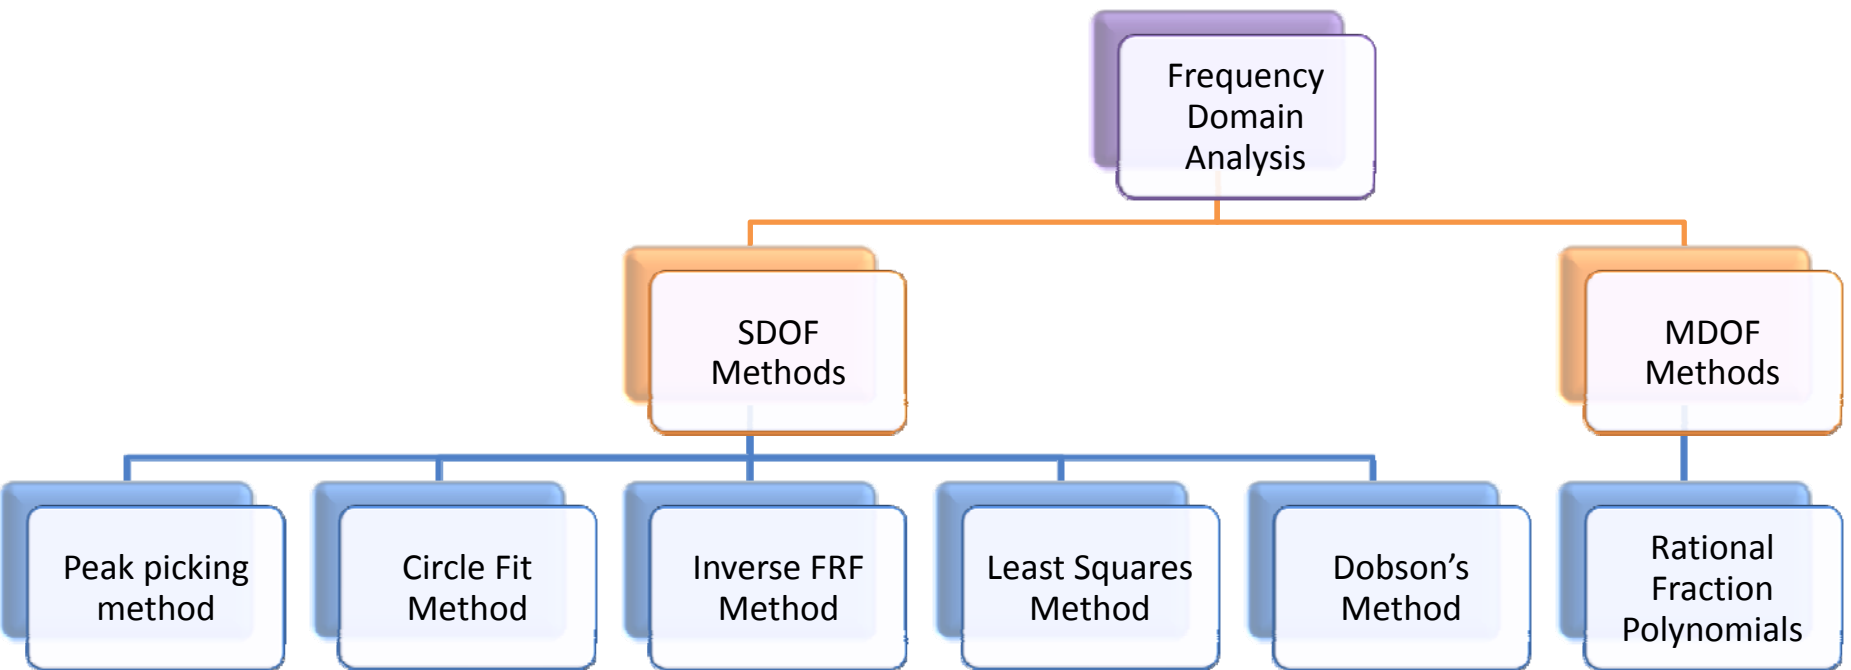 Frequency
Domain
Analysis
SDOF
Methods
MDOF
Methods
Peak picking
method
Circle Fit
Method
Inverse FRF
Method
Least Squares
Method
Dobson’s
Method
Rational
Fraction
Polynomials